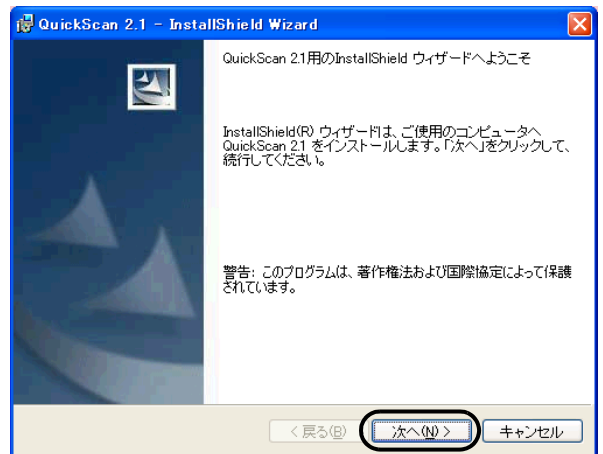 QuickScan 2.1 - InstallShield Wizard
QuickScan 2.1用のInstallShield ウィザードへようこそ
InstallShield(R) ウィザードは、ご使用のコンピュータへ
QuickScan 2.1 をインストールします。「次へ」をクリックして、
続行してください。
警告: このプログラムは、著作権法および国際協定によって保護
されています。
< 戻る(B)
次へ(N) >
キャンセル